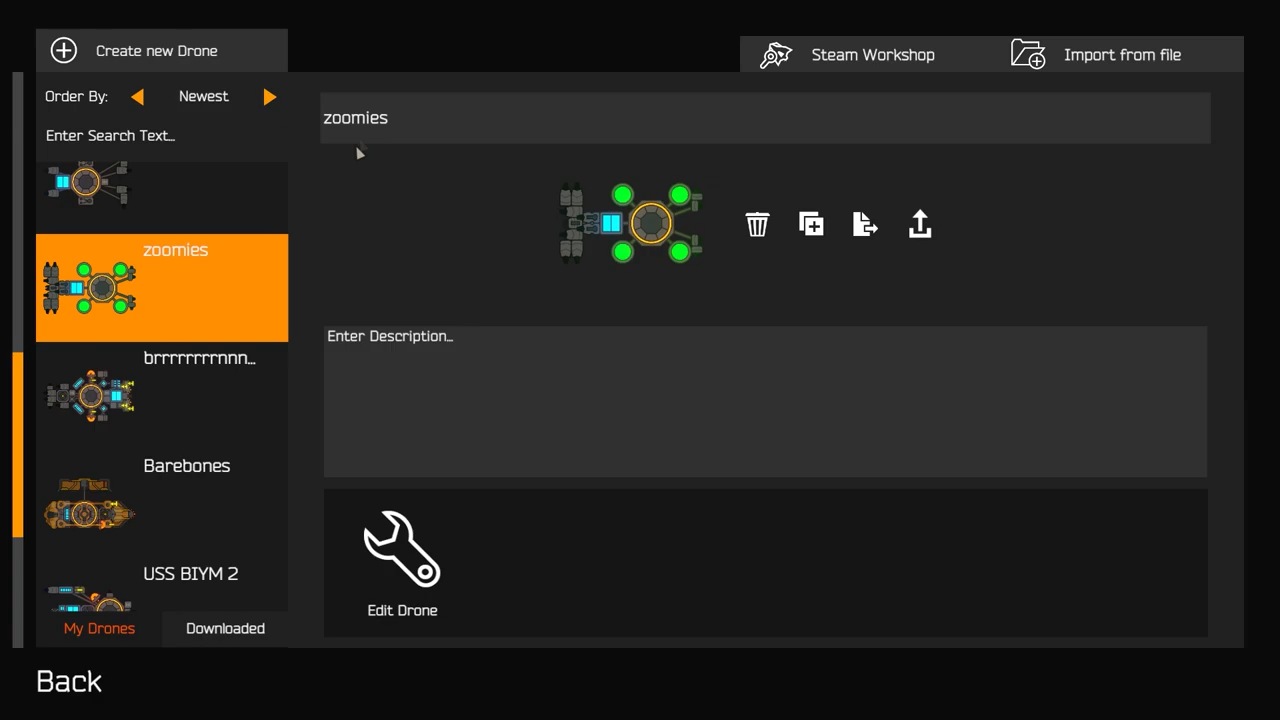 Create new Drone
Steam Workshop
Import from file
Order By:
Newest
Enter Search Text...
zoomies
zoomies
brrrrrrrnnn...
Barebones
USS BIYM 2
Enter Description...
Edit Drone
My Drones
Downloaded
Back